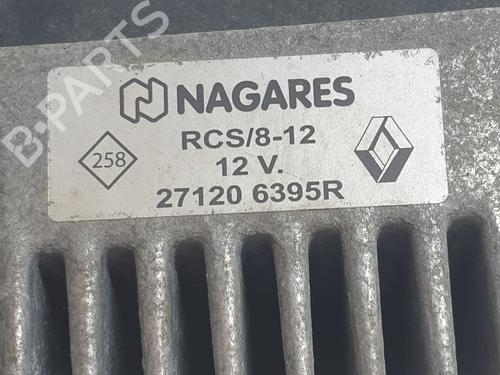 NAGARES
RCS/8-12
258
12 V.
27120 6395R
B-PARTS